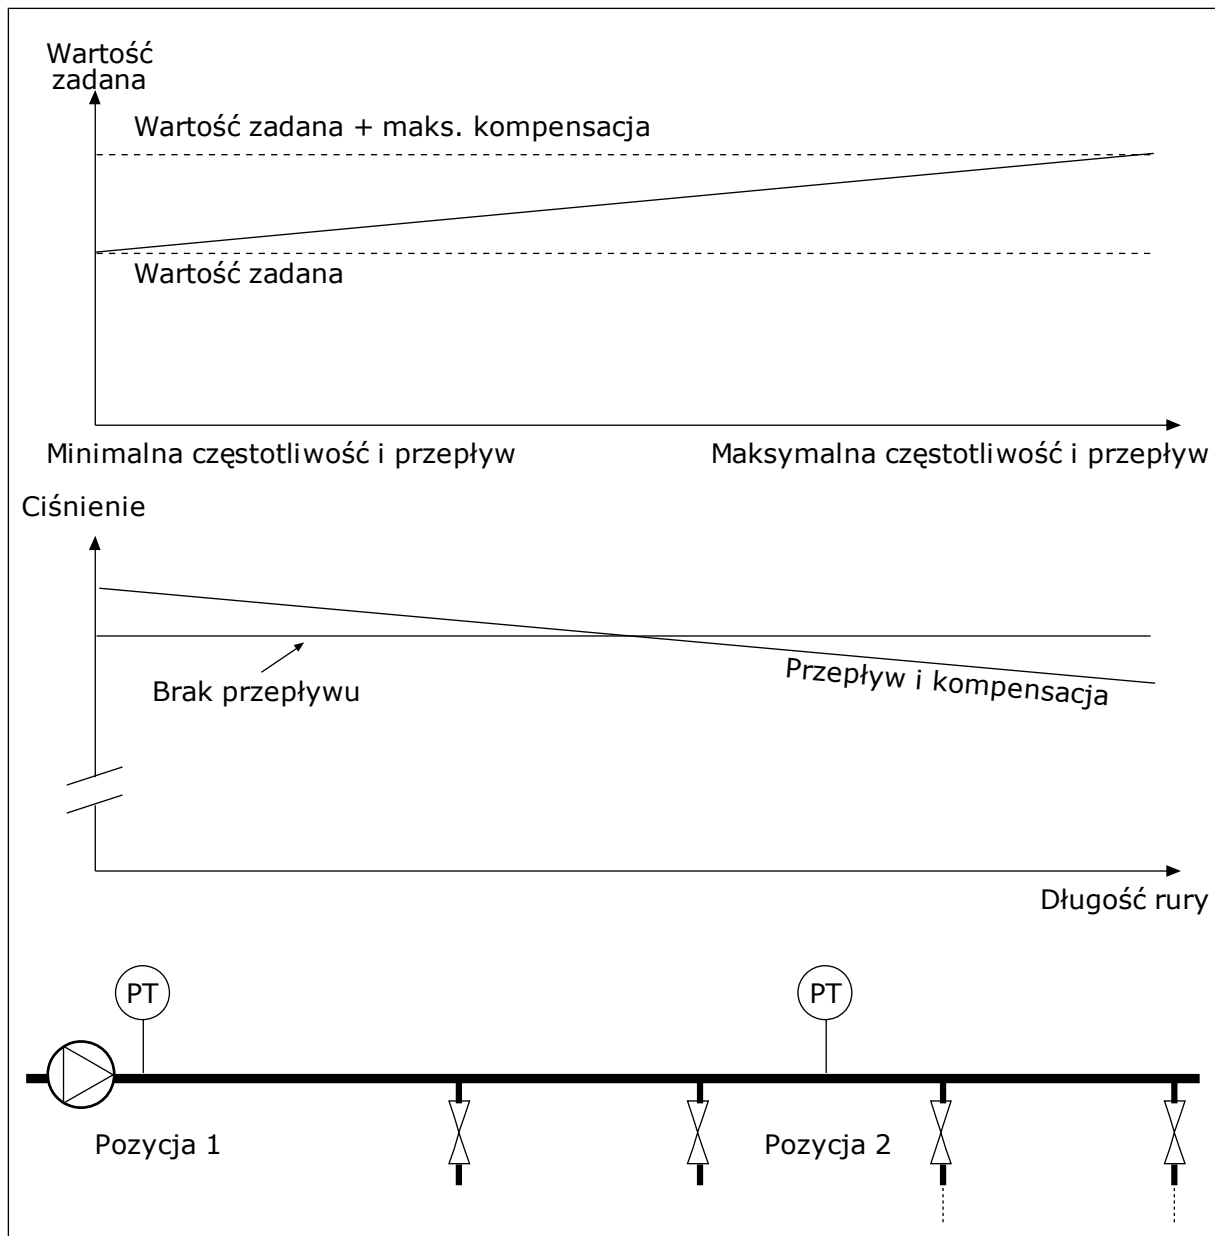 Wartość
zadana
Wartość zadana + maks. kompensacja
Wartość zadana
Minimalna częstotliwość i przepływ
Maksymalna częstotliwość i przepływ
Ciśnienie
Brak przepływu
Przepływ i kompensacja
Długość rury
PT
PT
Pozycja 1
Pozycja 2